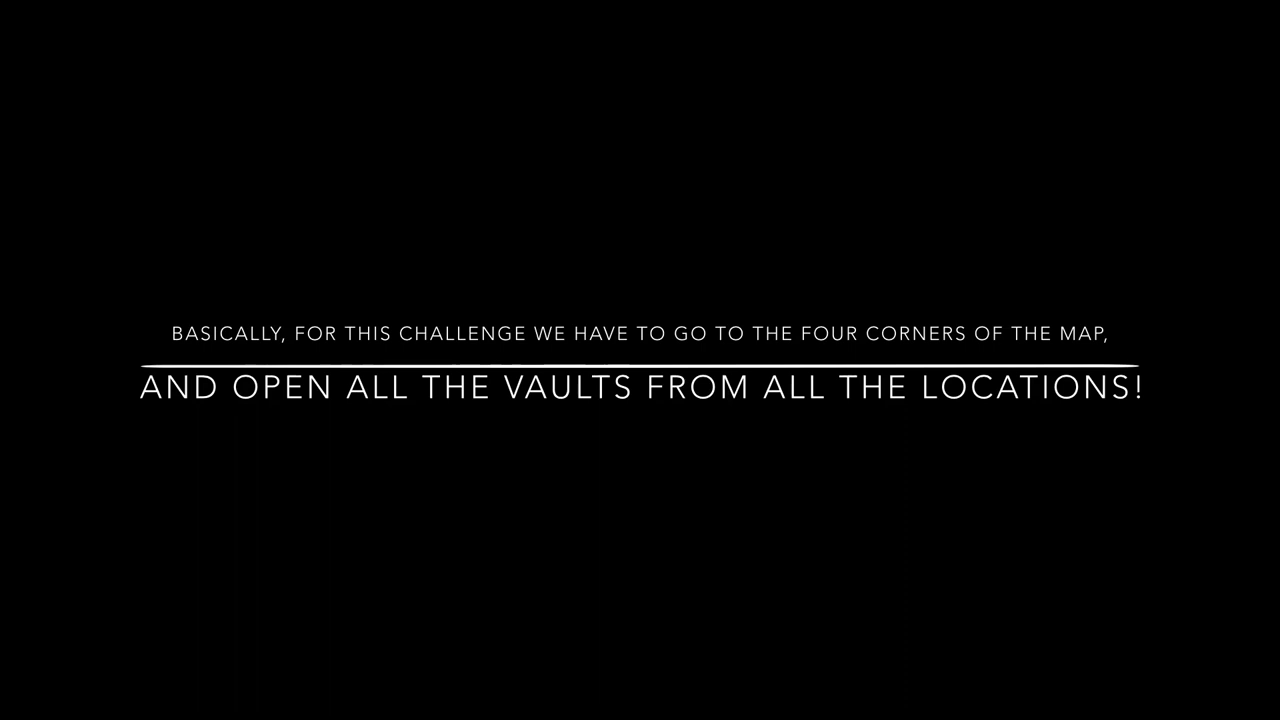 BASICALLY, FOR THIS CHALLENGE WE HAVE TO GO TO THE FOUR CORNERS OF THE MAP,
AND OPEN ALL THE VAULTS FROM ALL THE LOCATIONS!